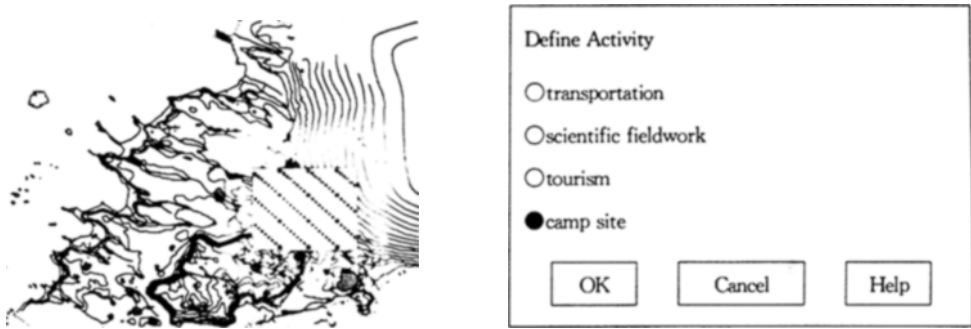 Define Activity
transportation
scientific fieldwork
tourism
camp site
OK Cancel Help